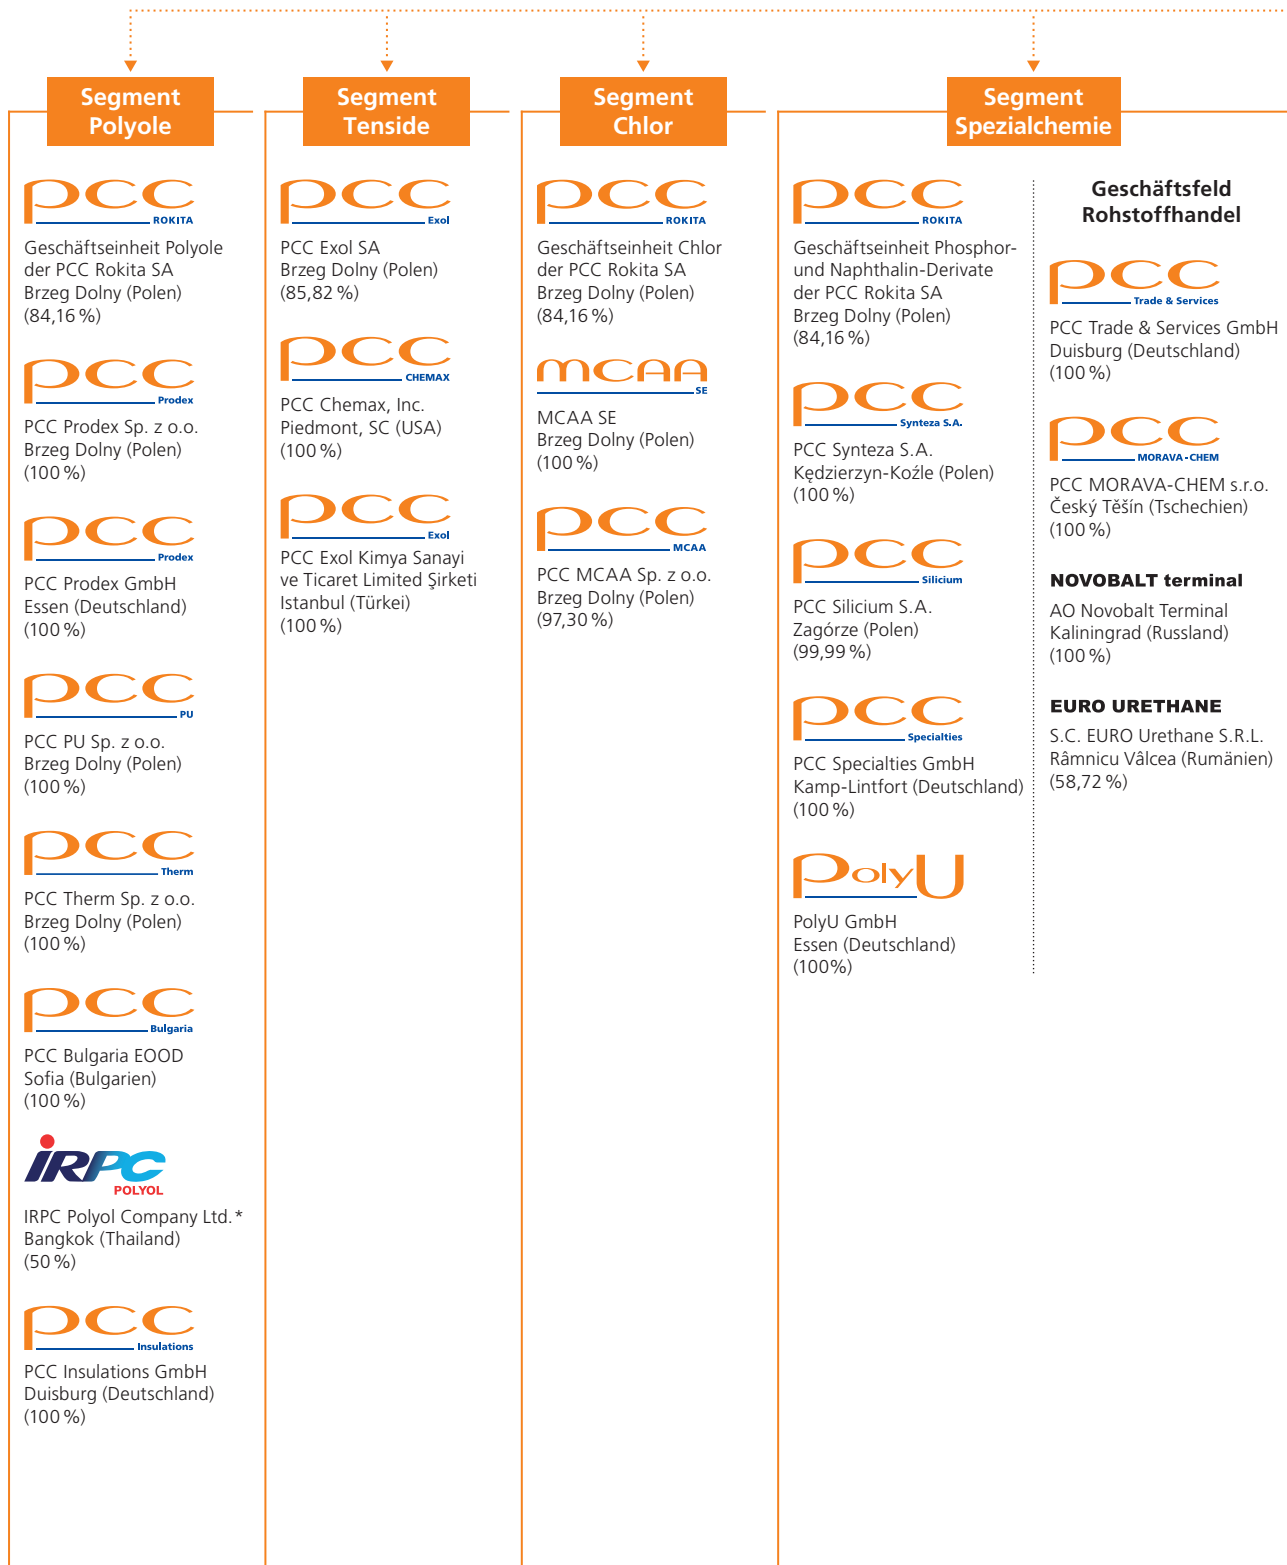 Segment
Polyole
pcc
ROKITA
Geschäftseinheit Polyole
der PCC Rokita SA
Brzeg Dolny (Polen)
(84,16 %)
pcc
Prodex
PCC Prodex Sp. z o.o.
Brzeg Dolny (Polen)
(100 %)
pcc
Prodex
PCC Prodex GmbH
Essen (Deutschland)
(100 %)
pcc
PU
PCC PU Sp. z o.o.
Brzeg Dolny (Polen)
(100 %)
pcc
Therm
PCC Therm Sp. z o.o.
Brzeg Dolny (Polen)
(100 %)
pcc
Bulgaria
PCC Bulgaria EOOD
Sofia (Bulgarien)
(100 %)
iRPC
POLYOL
IRPC Polyol Company Ltd.*
Bangkok (Thailand)
(50 %)
pcc
Insulations
PCC Insulations GmbH
Duisburg (Deutschland)
(100 %)
Segment
Tenside
pcc
Exol
PCC Exol SA
Brzeg Dolny (Polen)
(85,82 %)
pcc
CHEMAX
PCC Chemax, Inc.
Piedmont, SC (USA)
(100 %)
pcc
Exol
PCC Exol Kimya Sanayi
ve Ticaret Limited Şirketi
Istanbul (Türkei)
(100 %)
Segment
Chlor
pcc
ROKITA
Geschäftseinheit Chlor
der PCC Rokita SA
Brzeg Dolny (Polen)
(84,16 %)
mcaa
SE
MCAA SE
Brzeg Dolny (Polen)
(100 %)
pcc
MCAA
PCC MCAA Sp. z o.o.
Brzeg Dolny (Polen)
(97,30 %)
Segment
Spezialchemie
pcc
ROKITA
Geschäftseinheit Phosphor-
und Naphthalin-Derivate
der PCC Rokita SA
Brzeg Dolny (Polen)
(84,16 %)
pcc
Synteza S.A.
PCC Synteza S.A.
Kędzierzyn-Koźle (Polen)
(100 %)
pcc
Silicium
PCC Silicium S.A.
Zagórze (Polen)
(99,99 %)
pcc
Specialties
PCC Specialties GmbH
Kamp-Lintfort (Deutschland)
(100 %)
PolyU
PolyU GmbH
Essen (Deutschland)
(100%)
Geschäftsfeld
Rohstoffhandel
pcc
Trade & Services
PCC Trade & Services GmbH
Duisburg (Deutschland)
(100 %)
pcc
MORAVA-CHEM
PCC MORAVA-CHEM s.r.o.
Český Těšín (Tschechien)
(100 %)
NOVOBALT terminal
AO Novobalt Terminal
Kaliningrad (Russland)
(100 %)
EURO URETHANE
S.C. EURO Urethane S.R.L.
Râmnicu Vâlcea (Rumänien)
(58,72 %)